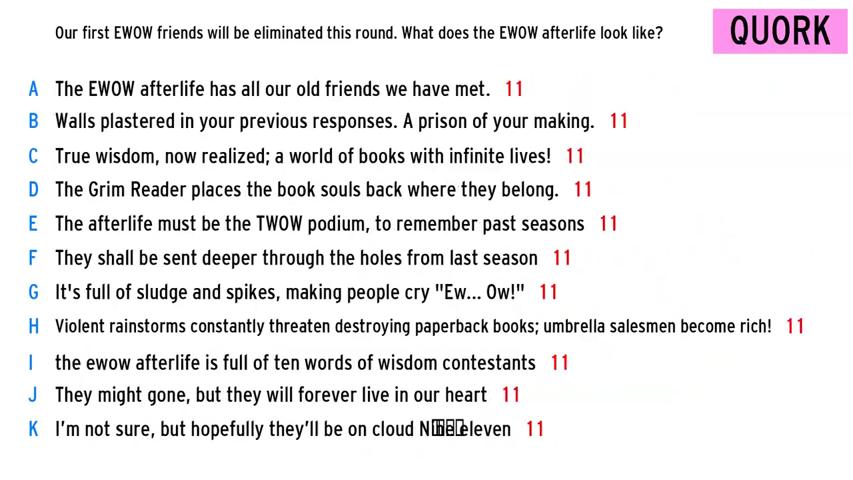 Our first EWOW friends will be eliminated this round. What does the EWOW afterlife look like?
QUORK
A The EWOW afterlife has all our old friends we have met. 11
B Walls plastered in your previous responses. A prison of your making. 11
C True wisdom, now realized; a world of books with infinite lives! 11
D The Grim Reader places the book souls back where they belong. 11
E The afterlife must be the TWOW podium, to remember past seasons 11
F They shall be sent deeper through the holes from last season 11
G It's full of sludge and spikes, making people cry "Ew... Ow!" 11
H Violent rainstorms constantly threaten destroying paperback books; umbrella salesmen become rich! 11
I the ewow afterlife is full of ten words of wisdom contestants 11
J They might gone, but they will forever live in our heart 11
K I’m not sure, but hopefully they’ll be on cloud eleven 11